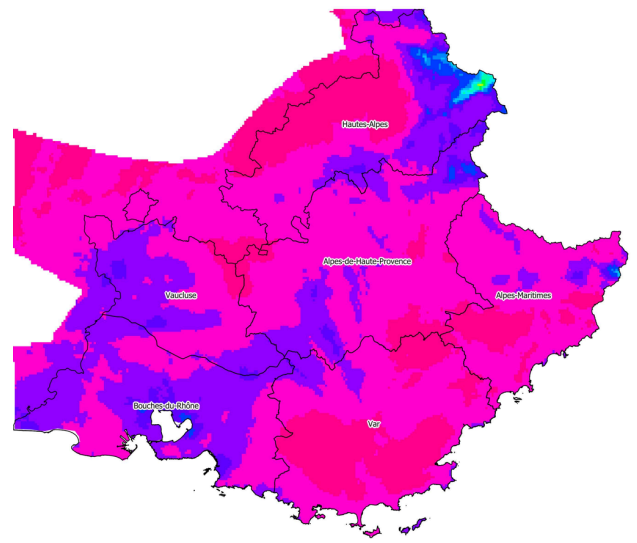 Hautes-Alpes
Alpes-de-Haute-Provence
Vaucluse
Alpes-Maritimes
Bouches-du-Rhône
Var